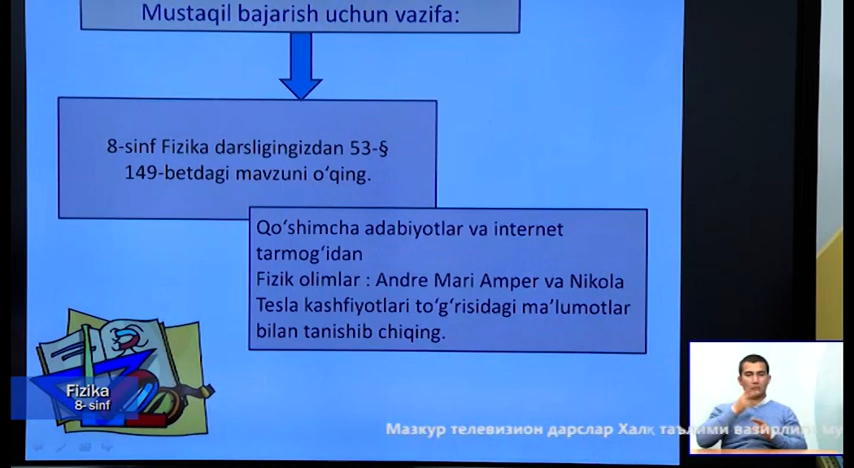 Mustaqil bajarish uchun vazifa:
8-sinf Fizika darsligingizdan 53-§
149-betdagi mavzuni o‘qing.
Qo‘shimcha adabiyotlar va internet
tarmog‘idan
Fizik olimlar : Andre Mari Amper va Nikola
Tesla kashfiyotlari to‘g‘risidagi ma’lumotlar
bilan tanishib chiqing.
Fizika
8- sinf
Мазкур телевизион дарслар Халқ таълими вазирлиги